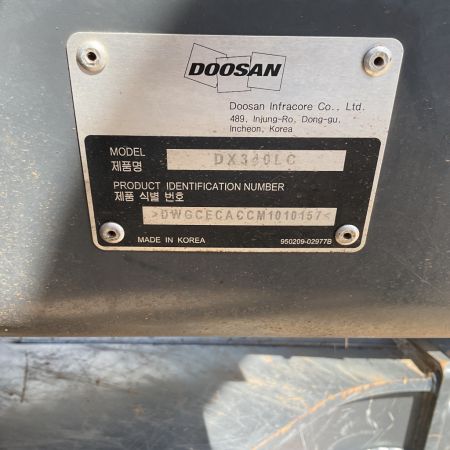 DOOSAN
Doosan Infracore Co., Ltd.
489, Injung-Ro, Dong-gu,
Incheon, Korea
MODEL DX340LC
제품명
PRODUCT IDENTIFICATION NUMBER
제품 식별 번호
>DWGCECACCM1010157<
MADE IN KOREA 950209-02977B